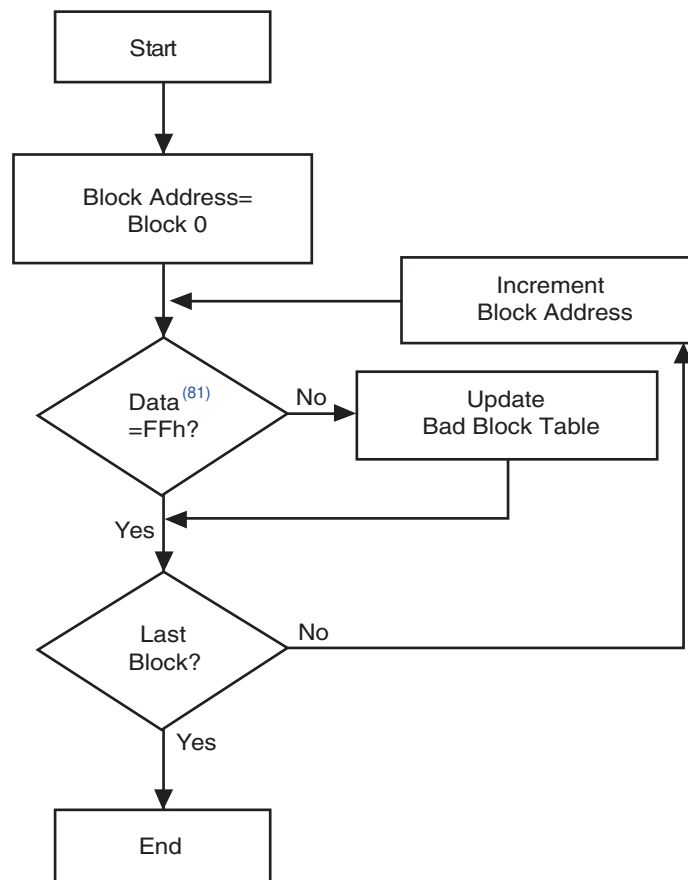 Start
Block Address=
Block 0
Increment
Block Address
Data(81)
=FFh?
No
Update
Bad Block Table
Yes
Last
Block?
No
Yes
End